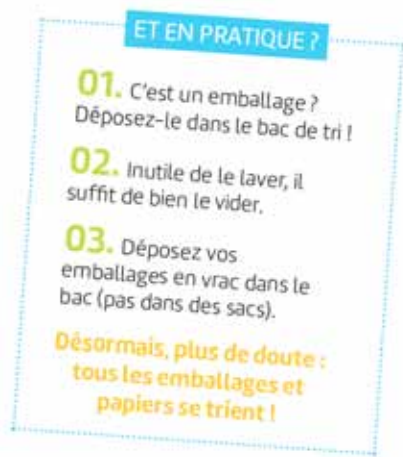 ET EN PRATIQUE ?
01. C'est un emballage ?
Déposez-le dans le bac de tri !
02. Inutile de le laver, il
suffit de bien le vider.
03. Déposez vos
emballages en vrac dans le
bac (pas dans des sacs).
Désormais, plus de doute :
tous les emballages et
papiers se trient !